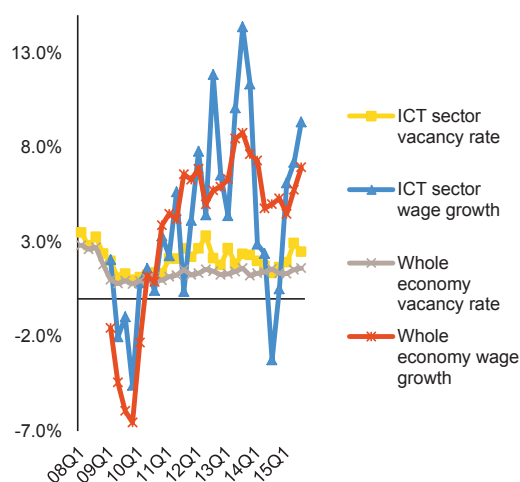 13.0%
8.0%
3.0%
-2.0%
-7.0%
08Q1
09Q1
10Q1
11Q1
12Q1
13Q1
14Q1
15Q1
ICT sector
vacancy rate
ICT sector
wage growth
Whole
economy
vacancy rate
Whole
economy wage
growth